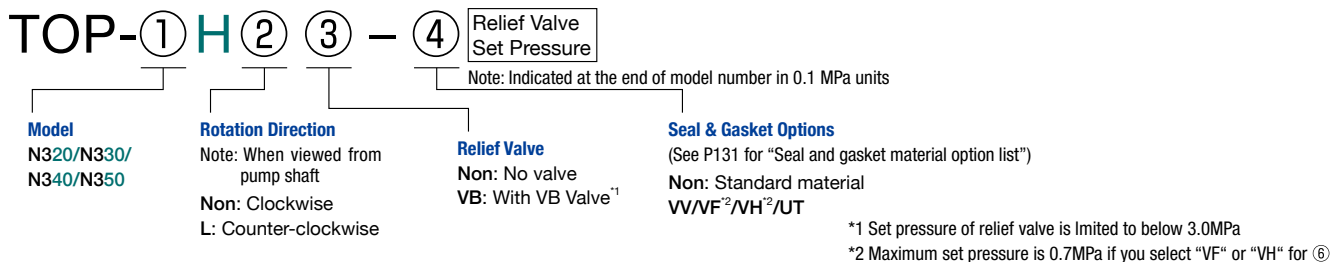 TOP-① H ② ③ – ④ Relief Valve
Set Pressure
Note: Indicated at the end of model number in 0.1 MPa units
Model
N320/N330/
N340/N350
Rotation Direction
Note: When viewed from
pump shaft
Non: Clockwise
L: Counter-clockwise
Relief Valve
Non: No valve
VB: With VB Valve*1
Seal & Gasket Options
(See P131 for “Seal and gasket material option list”)
Non: Standard material
VV/VF*2/VH*2/UT
*1 Set pressure of relief valve is lmited to below 3.0MPa
*2 Maximum set pressure is 0.7MPa if you select “VF“ or “VH“ for ⑥